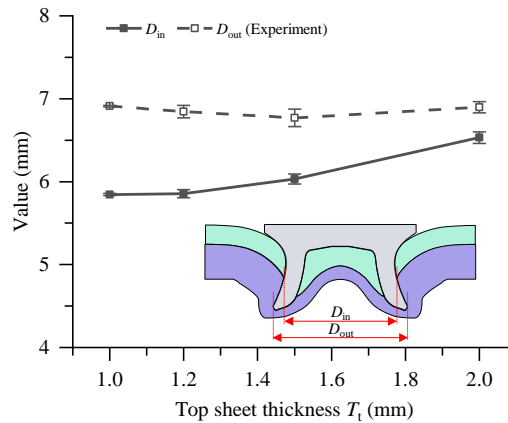 8
D_in D_out (Experiment)
7
Value (mm)
6
5
D_in
D_out
4
1.0 1.2 1.4 1.6 1.8 2.0
Top sheet thickness T_t (mm)